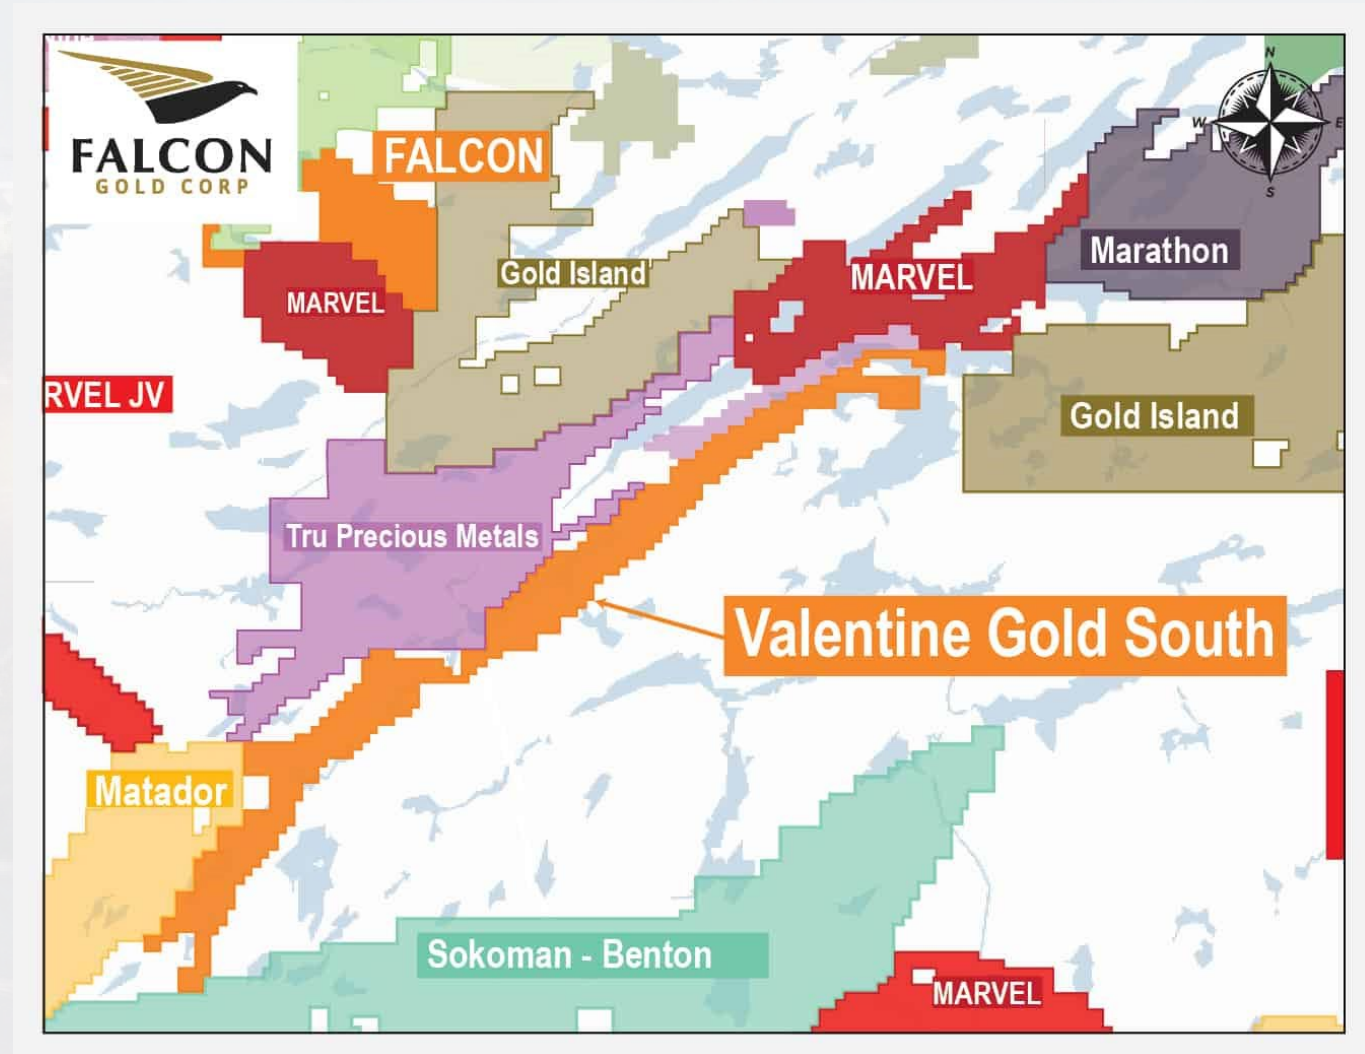 FALCON
GOLD CORP
FALCON
N
W
E
S
Gold Island
Marathon
MARVEL
MARVEL
RVEL JV
Gold Island
Tru Precious Metals
Valentine Gold South
Matador
Sokoman - Benton
MARVEL